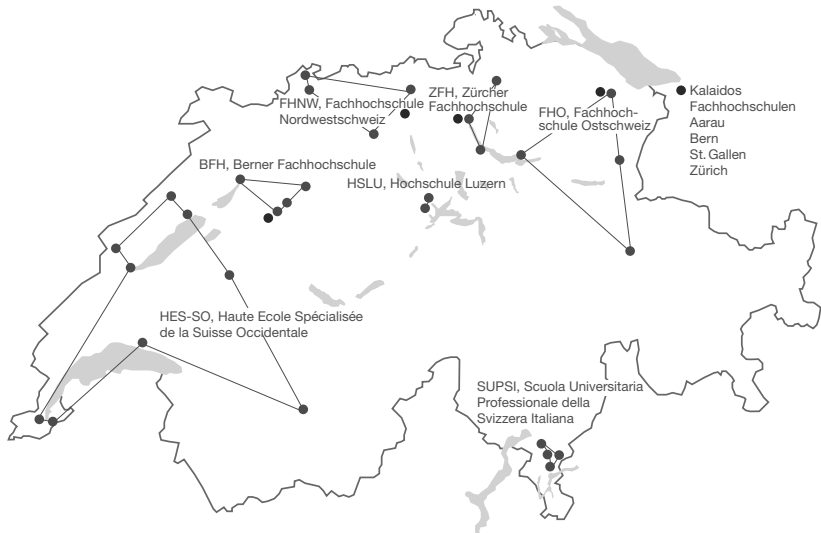 FHNW, Fachhochschule
Nordwestschweiz
ZFH, Zürcher
Fachhochschule
FHO, Fachhoch-
schule Ostschweiz
Kalaidos
Fachhochschulen
Aarau
Bern
St. Gallen
Zürich
BFH, Berner Fachhochschule
HSLU, Hochschule Luzern
HES-SO, Haute Ecole Spécialisée
de la Suisse Occidentale
SUPSI, Scuola Universitaria
Professionale della
Svizzera Italiana